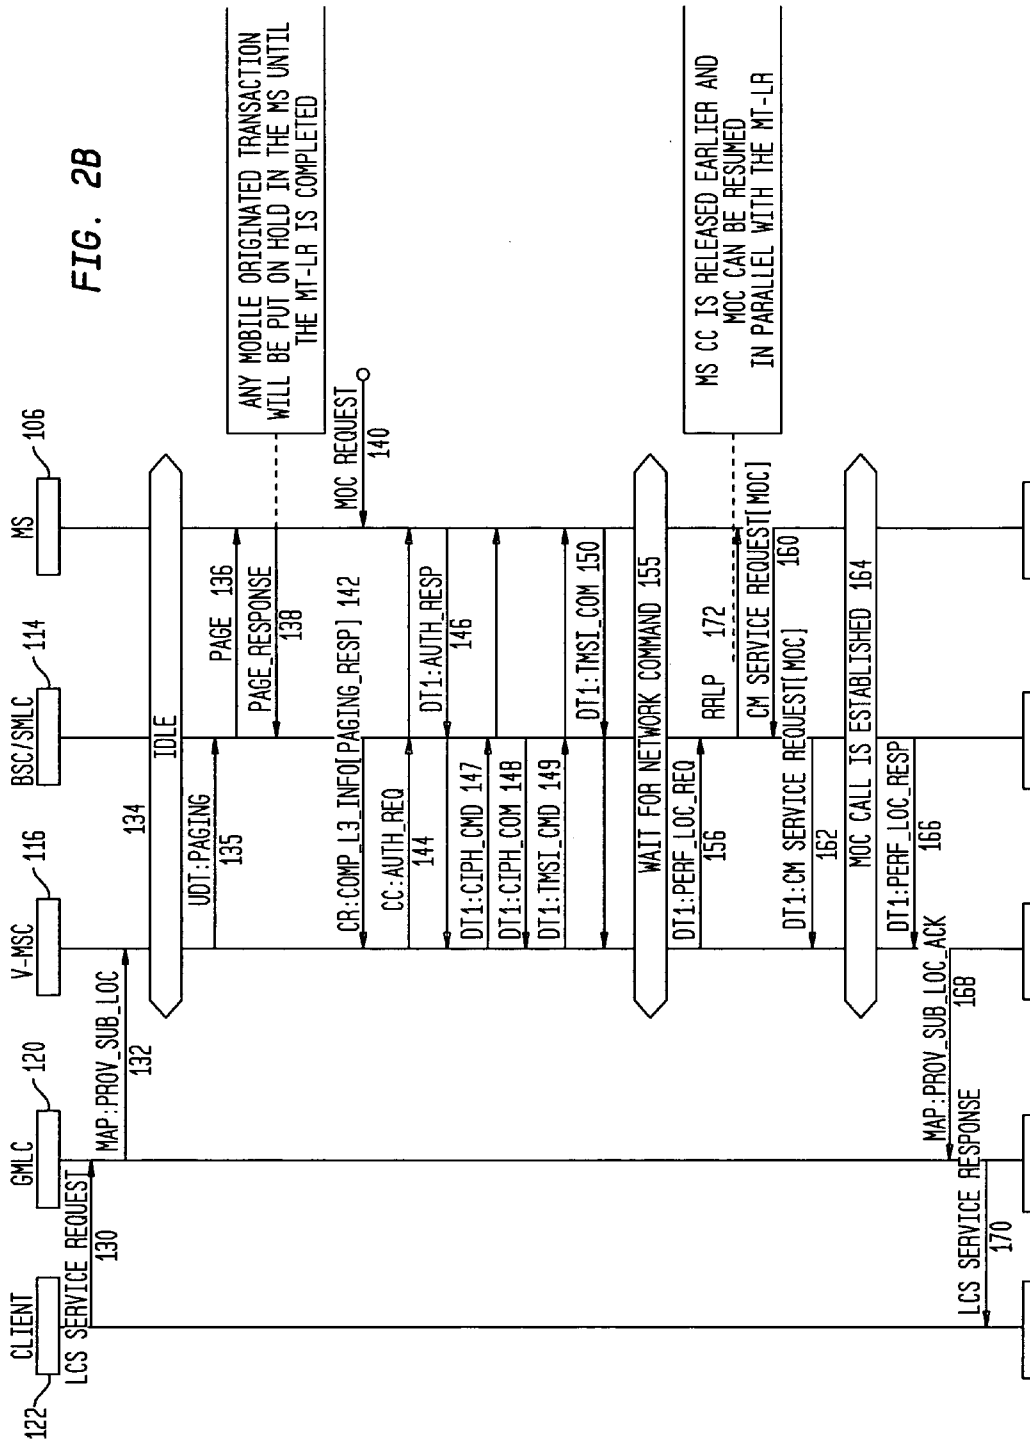 FIG. 2B
122
CLIENT
GMLC
120
V-MSC
116
BSC/SMLC
114
MS
106
LCS SERVICE REQUEST
130
MAP:PROV_SUB_LOC
132
134
IDLE
UDT:PAGING
135
PAGE 136
PAGE_RESPONSE
138
ANY MOBILE ORIGINATED TRANSACTION
WILL BE PUT ON HOLD IN THE MS UNTIL
THE MT-LR IS COMPLETED
MOC REQUEST
140
CR:COMP_L3_INFO[PAGING_RESP] 142
CC:AUTH_REQ
144
DT1:AUTH_RESP
146
DT1:CIPH_CMD 147
DT1:CIPH_COM 148
DT1:TMSI_CMD 149
DT1:TMSI_COM 150
WAIT FOR NETWORK COMMAND 155
DT1:PERF_LOC_REQ
156
RRLP 172
MS CC IS RELEASED EARLIER AND
MOC CAN BE RESUMED
IN PARALLEL WITH THE MT-LR
CM SERVICE REQUEST[MOC]
160
DT1:CM SERVICE REQUEST[MOC]
162
MOC CALL IS ESTABLISHED 164
DT1:PERF_LOC_RESP
166
MAP:PROV_SUB_LOC_ACK
168
LCS SERVICE RESPONSE
170